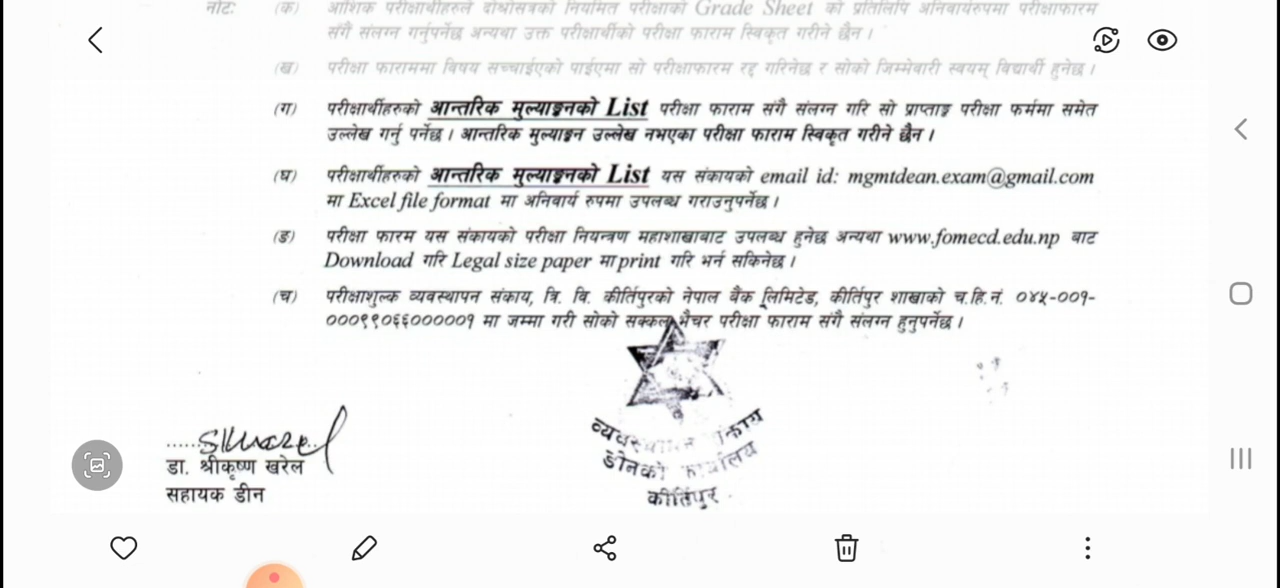 नोटः (क) आंशिक परीक्षार्थीहरुले दोश्रोसत्रको नियमित परीक्षाको Grade Sheet को प्रतिलिपि अनिवार्यरुपमा परीक्षाफारम
सँगै संलग्न गर्नुपर्नेछ अन्यथा उक्त परीक्षार्थीको परीक्षा फाराम स्विकृत गरीने छैन।
(ख) परीक्षा फाराममा विषय सच्चाईएको पाईएमा सो परीक्षाफारम रद्द गरिनेछ र सोको जिम्मेवारी स्वयम् विद्यार्थी हुनेछ।
(ग) परीक्षार्थीहरुको आन्तरिक मुल्याङ्कनको List परीक्षा फाराम सँगै संलग्न गरि सो प्राप्ताङ्क परीक्षा फर्ममा समेत
उल्लेख गर्नु पर्नेछ। आन्तरिक मुल्याङ्कन उल्लेख नभएका परीक्षा फाराम स्विकृत गरीने छैन।
(घ) परीक्षार्थीहरुको आन्तरिक मुल्याङ्कनको List यस संकायको email id: mgmtdean.exam@gmail.com
मा Excel file format मा अनिवार्य रुपमा उपलब्ध गराउनुपर्नेछ।
(ङ) परीक्षा फारम यस संकायको परीक्षा नियन्त्रण महाशाखाबाट उपलब्ध हुनेछ अन्यथा www.fomecd.edu.np बाट
Download गरि Legal size paper मा print गरि भर्न सकिनेछ।
(च) परीक्षाशुल्क व्यवस्थापन संकाय, त्रि. वि. कीर्तिपुरको नेपाल बैंक लिमिटेड, कीर्तिपुर शाखाको च.हि.नं. ०४५-००१-
०००९९०६६००००००१ मा जम्मा गरी सोको सक्कल भौचर परीक्षा फाराम सँगै संलग्न हुनुपर्नेछ।
डा. श्रीकृष्ण खरेल
सहायक डीन
व्यवस्थापन संकाय
डीनको कार्यालय
कीर्तिपुर